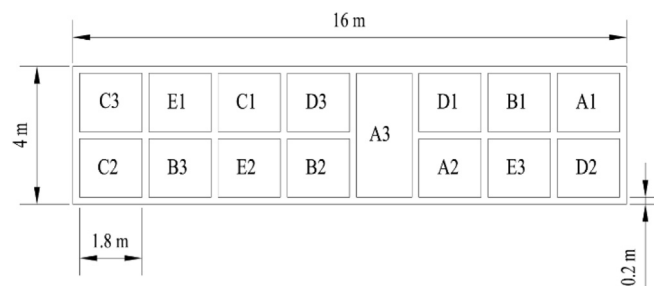 16 m
4 m
C3 E1 C1 D3 A3 D1 B1 A1
C2 B3 E2 B2 A2 E3 D2
1.8 m
0.2 m